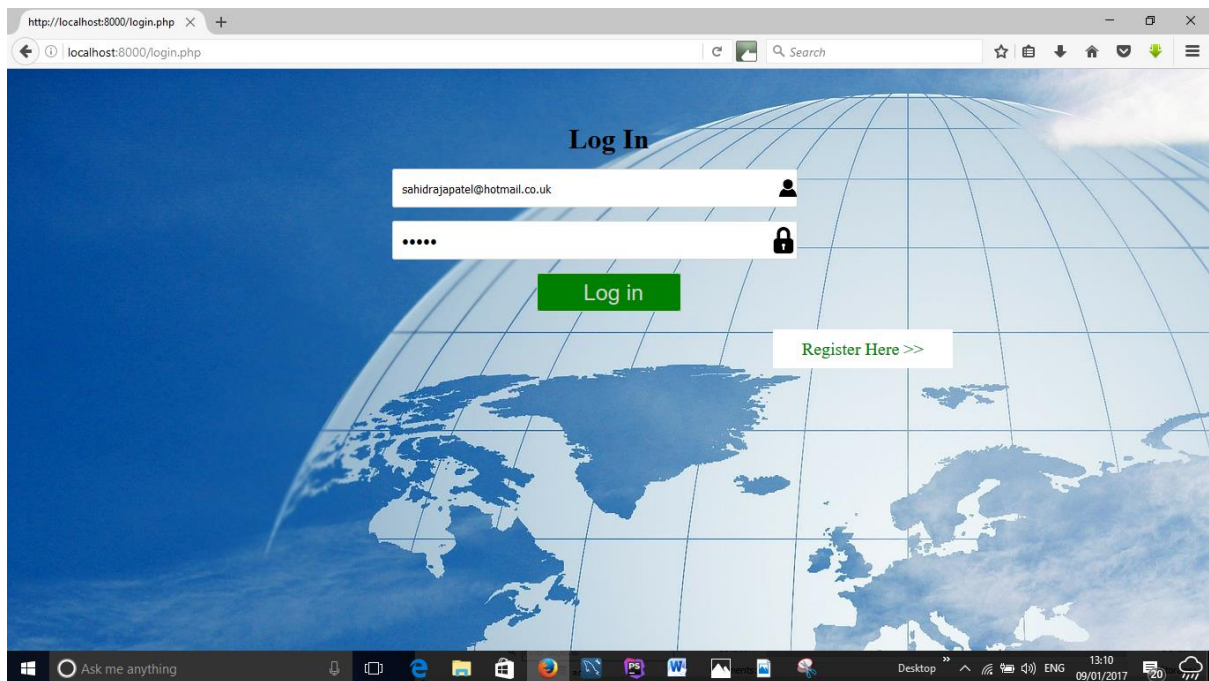 http://localhost:8000/login.php
localhost:8000/login.php
Search
Log In
sahidrajapatel@hotmail.co.uk
•••••
Log in
Register Here >>
Ask me anything
Desktop
ENG
13:10
09/01/2017
20